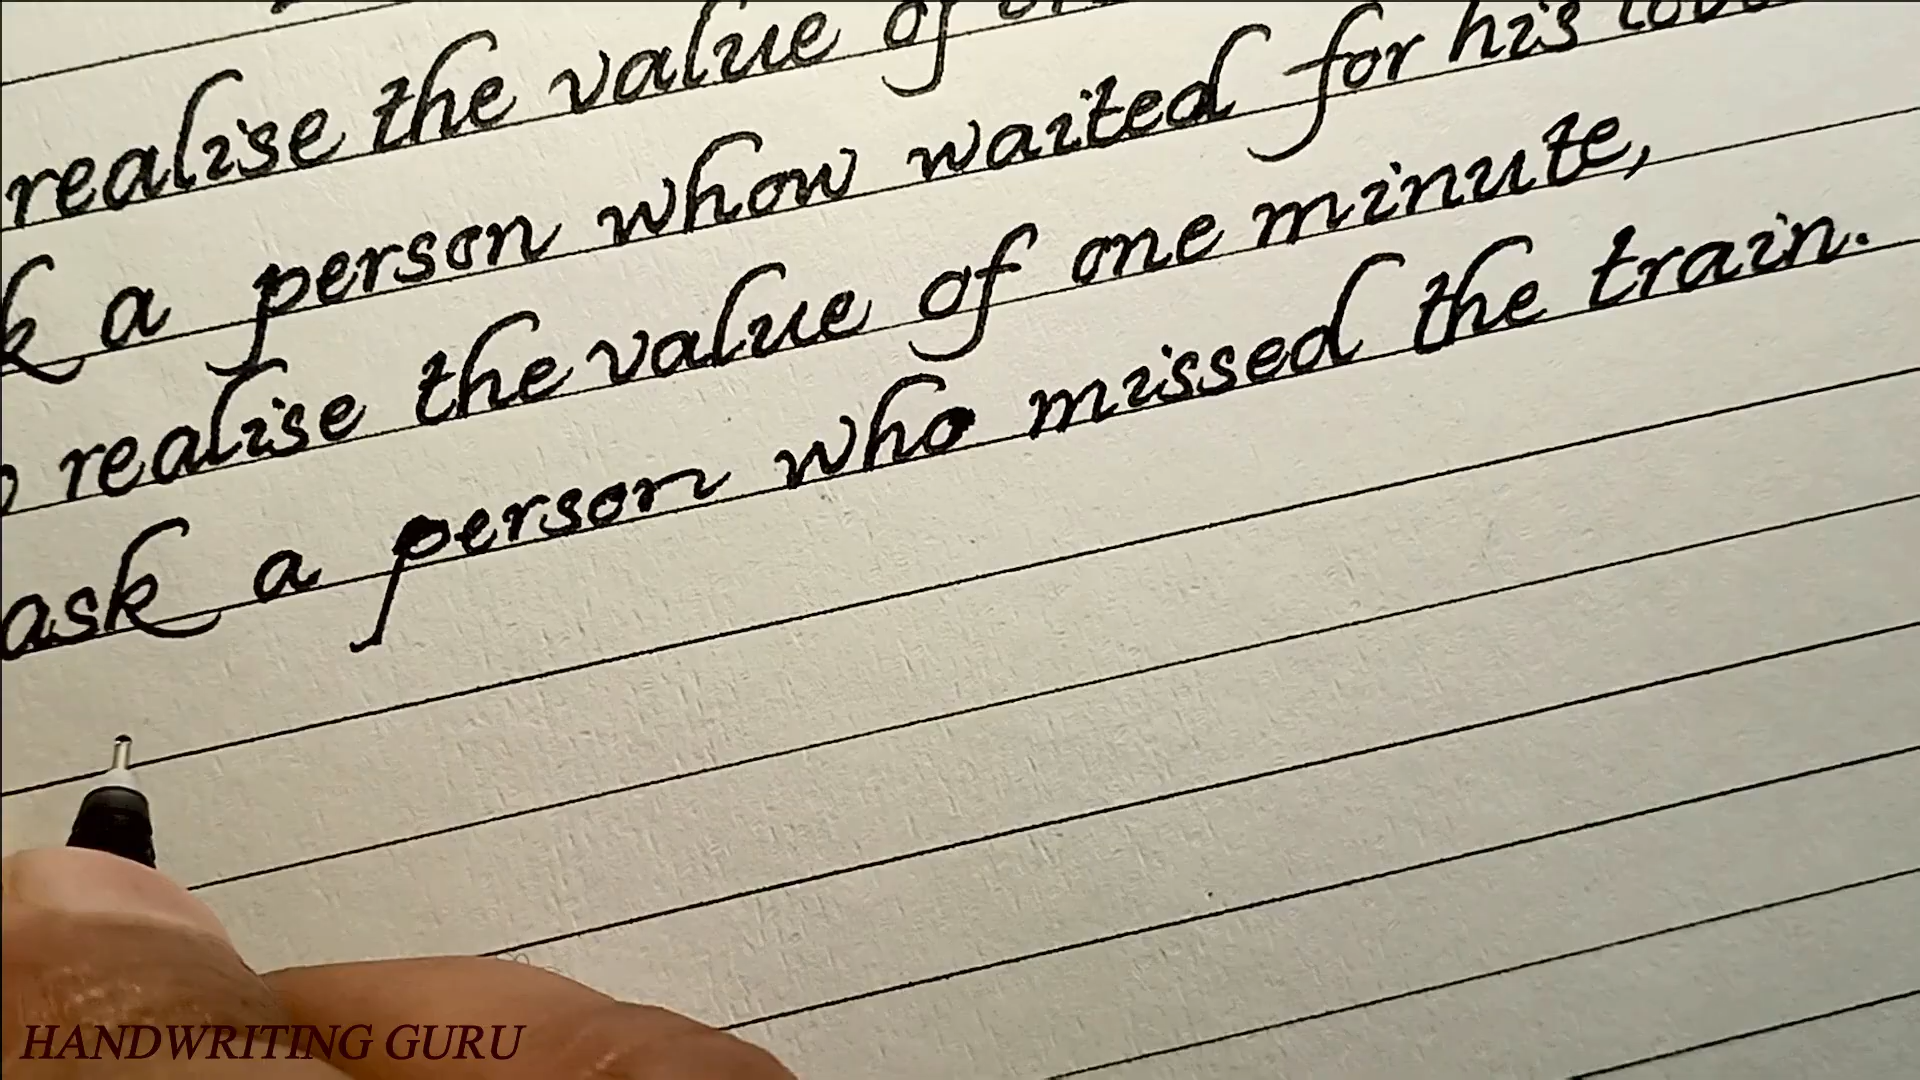 realise the value of
a person whow waited for his
realise the value of one minute,
ask a person who missed the train.
HANDWRITING GURU